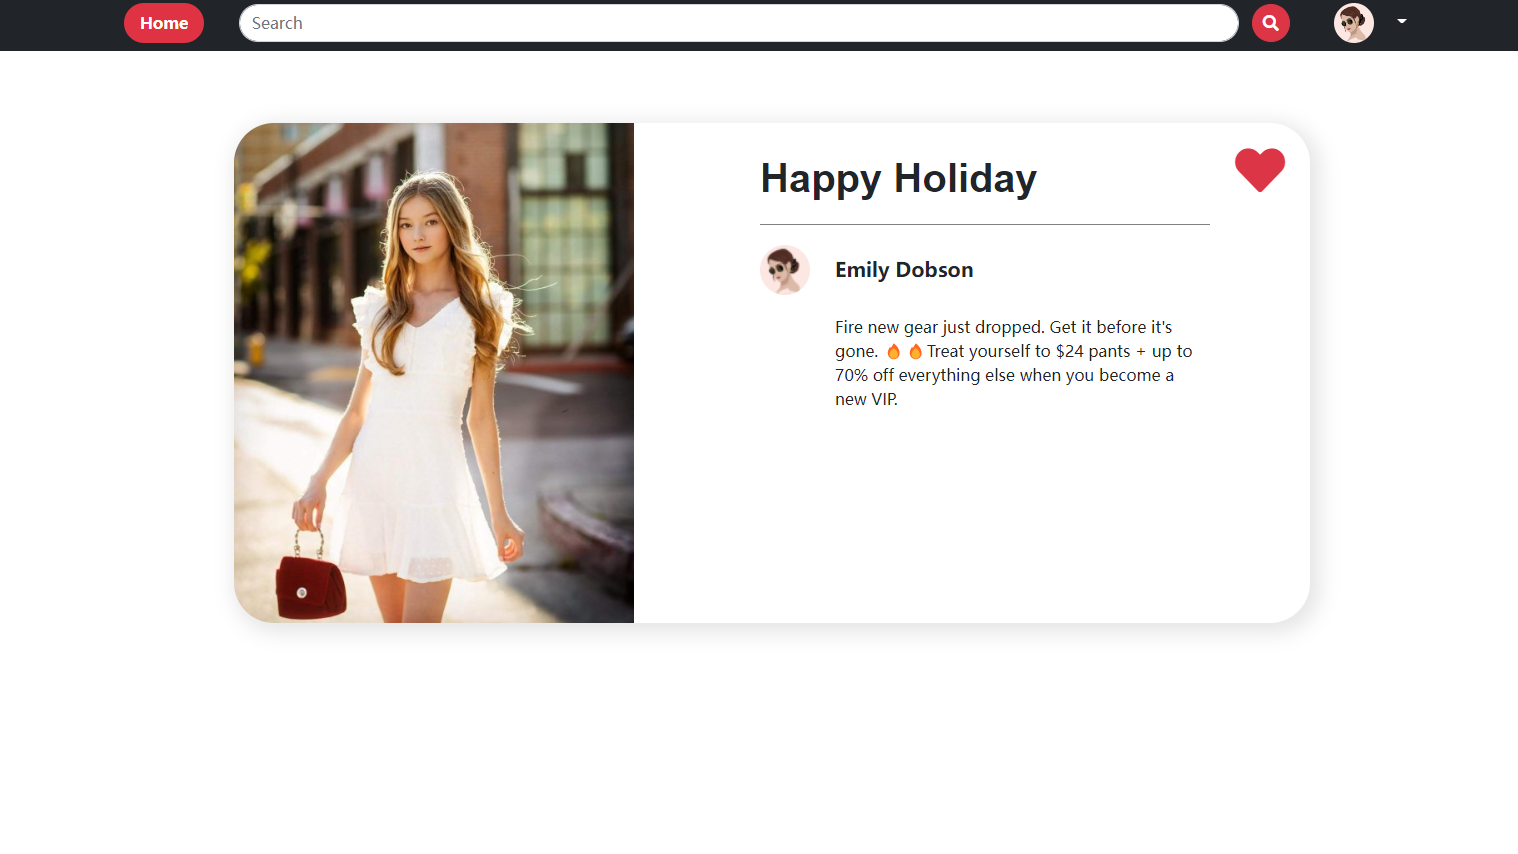 Home
Search
Happy Holiday
Emily Dobson
Fire new gear just dropped. Get it before it's
gone. 🔥🔥Treat yourself to $24 pants + up to
70% off everything else when you become a
new VIP.